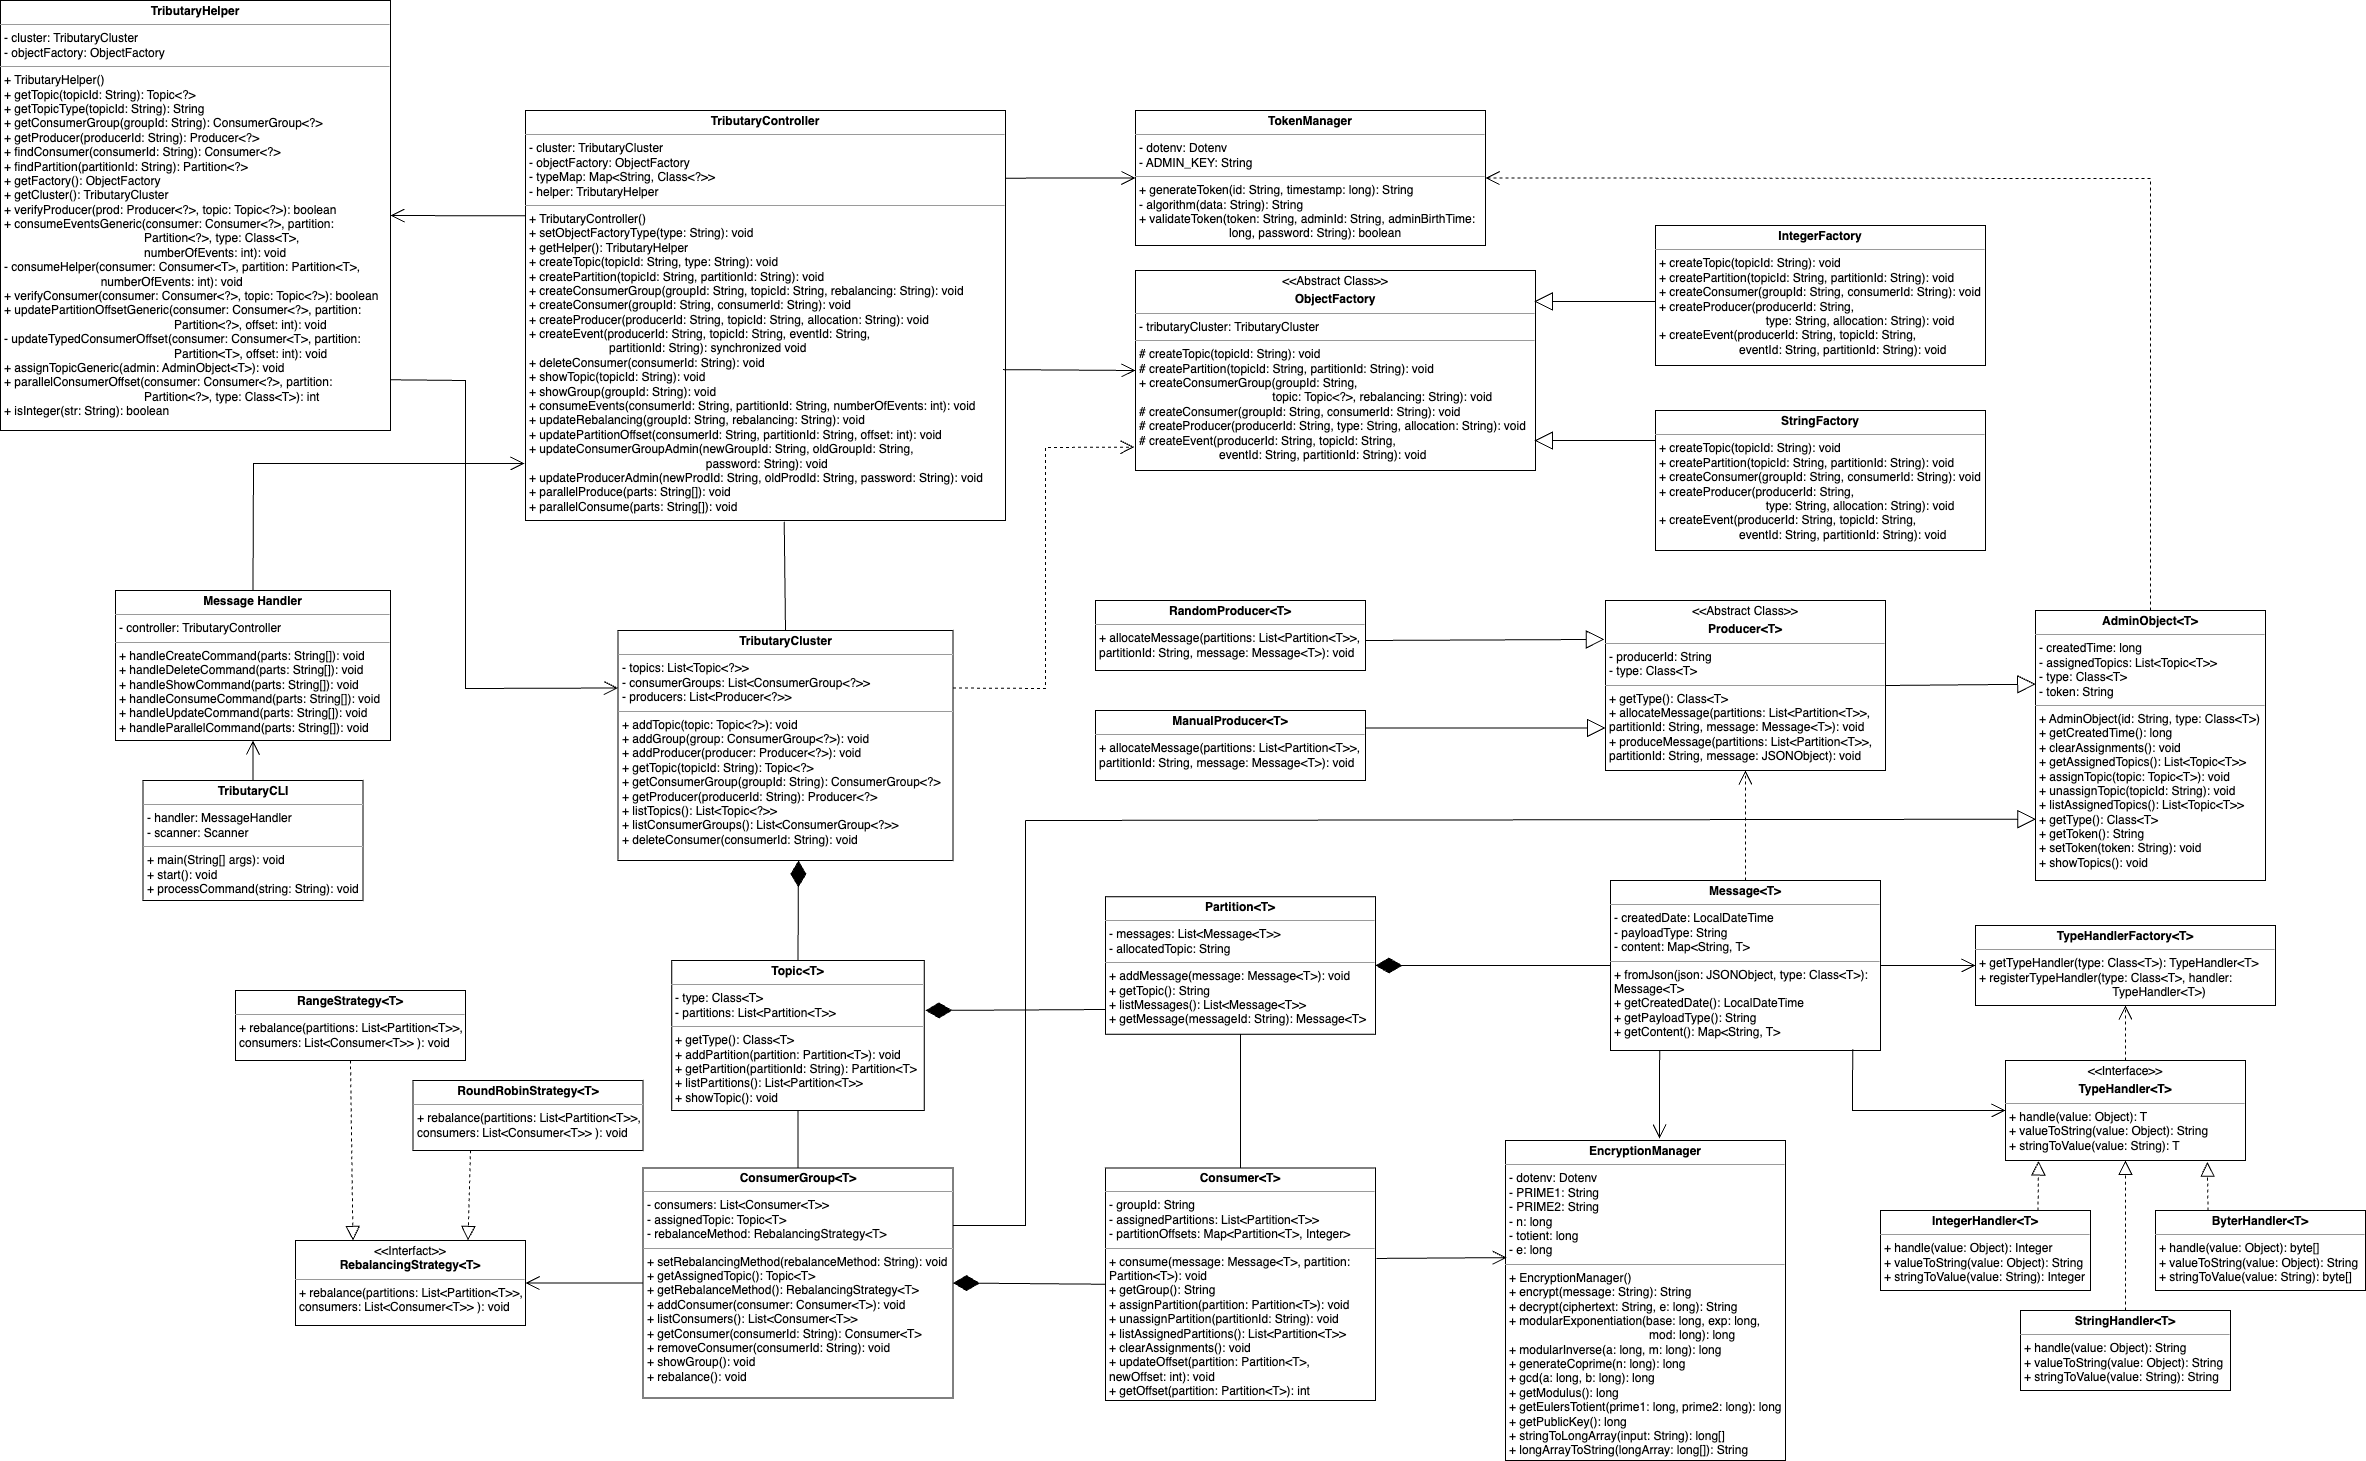 TributaryHelper
- cluster: TributaryCluster
- objectFactory: ObjectFactory
+ TributaryHelper()
+ getTopic(topicId: String): Topic<?>
+ getTopicType(topicId: String): String
+ getConsumerGroup(groupId: String): ConsumerGroup<?>
+ getProducer(producerId: String): Producer<?>
+ findConsumer(consumerId: String): Consumer<?>
+ findPartition(partitionId: String): Partition<?>
+ getFactory(): ObjectFactory
+ getCluster(): TributaryCluster
+ verifyProducer(prod: Producer<?>, topic: Topic<?>): boolean
+ consumeEventsGeneric(consumer: Consumer<?>, partition:
Partition<?>, type: Class<T>,
numberOfEvents: int): void
- consumeHelper(consumer: Consumer<T>, partition: Partition<T>,
numberOfEvents: int): void
+ verifyConsumer(consumer: Consumer<?>, topic: Topic<?>): boolean
+ updatePartitionOffsetGeneric(consumer: Consumer<?>, partition:
Partition<?>, offset: int): void
- updateTypedConsumerOffset(consumer: Consumer<T>, partition:
Partition<T>, offset: int): void
+ assignTopicGeneric(admin: AdminObject<T>): void
+ parallelConsumerOffset(consumer: Consumer<?>, partition:
Partition<?>, type: Class<T>): int
+ isInteger(str: String): boolean
TributaryController
- cluster: TributaryCluster
- objectFactory: ObjectFactory
- typeMap: Map<String, Class<?>>
- helper: TributaryHelper
+ TributaryController()
+ setObjectFactoryType(type: String): void
+ getHelper(): TributaryHelper
+ createTopic(topicId: String, type: String): void
+ createPartition(topicId: String, partitionId: String): void
+ createConsumerGroup(groupId: String, topicId: String, rebalancing: String): void
+ createConsumer(groupId: String, consumerId: String): void
+ createProducer(producerId: String, topicId: String, allocation: String): void
+ createEvent(producerId: String, topicId: String, eventId: String,
partitionId: String): synchronized void
+ deleteConsumer(consumerId: String): void
+ showTopic(topicId: String): void
+ showGroup(groupId: String): void
+ consumeEvents(consumerId: String, partitionId: String, numberOfEvents: int): void
+ updateRebalancing(groupId: String, rebalancing: String): void
+ updatePartitionOffset(consumerId: String, partitionId: String, offset: int): void
+ updateConsumerGroupAdmin(newGroupId: String, oldGroupId: String,
password: String): void
+ updateProducerAdmin(newProdId: String, oldProdId: String, password: String): void
+ parallelProduce(parts: String[]): void
+ parallelConsume(parts: String[]): void
TokenManager
- dotenv: Dotenv
- ADMIN_KEY: String
+ generateToken(id: String, timestamp: long): String
- algorithm(data: String): String
+ validateToken(token: String, adminId: String, adminBirthTime:
long, password: String): boolean
<<Abstract Class>>
ObjectFactory
- tributaryCluster: TributaryCluster
# createTopic(topicId: String): void
# createPartition(topicId: String, partitionId: String): void
+ createConsumerGroup(groupId: String,
topic: Topic<?>, rebalancing: String): void
# createConsumer(groupId: String, consumerId: String): void
# createProducer(producerId: String, type: String, allocation: String): void
# createEvent(producerId: String, topicId: String,
eventId: String, partitionId: String): void
IntegerFactory
+ createTopic(topicId: String): void
+ createPartition(topicId: String, partitionId: String): void
+ createConsumer(groupId: String, consumerId: String): void
+ createProducer(producerId: String,
type: String, allocation: String): void
+ createEvent(producerId: String, topicId: String,
eventId: String, partitionId: String): void
StringFactory
+ createTopic(topicId: String): void
+ createPartition(topicId: String, partitionId: String): void
+ createConsumer(groupId: String, consumerId: String): void
+ createProducer(producerId: String,
type: String, allocation: String): void
+ createEvent(producerId: String, topicId: String,
eventId: String, partitionId: String): void
Message Handler
- controller: TributaryController
+ handleCreateCommand(parts: String[]): void
+ handleDeleteCommand(parts: String[]): void
+ handleShowCommand(parts: String[]): void
+ handleConsumeCommand(parts: String[]): void
+ handleUpdateCommand(parts: String[]): void
+ handleParallelCommand(parts: String[]): void
TributaryCLI
- handler: MessageHandler
- scanner: Scanner
+ main(String[] args): void
+ start(): void
+ processCommand(string: String): void
TributaryCluster
- topics: List<Topic<?>>
- consumerGroups: List<ConsumerGroup<?>>
- producers: List<Producer<?>>
+ addTopic(topic: Topic<?>): void
+ addGroup(group: ConsumerGroup<?>): void
+ addProducer(producer: Producer<?>): void
+ getTopic(topicId: String): Topic<?>
+ getConsumerGroup(groupId: String): ConsumerGroup<?>
+ getProducer(producerId: String): Producer<?>
+ listTopics(): List<Topic<?>>
+ listConsumerGroups(): List<ConsumerGroup<?>>
+ deleteConsumer(consumerId: String): void
RandomProducer<T>
+ allocateMessage(partitions: List<Partition<T>>,
partitionId: String, message: Message<T>): void
ManualProducer<T>
+ allocateMessage(partitions: List<Partition<T>>,
partitionId: String, message: Message<T>): void
<<Abstract Class>>
Producer<T>
- producerId: String
- type: Class<T>
+ getType(): Class<T>
+ allocateMessage(partitions: List<Partition<T>>,
partitionId: String, message: Message<T>): void
+ produceMessage(partitions: List<Partition<T>>,
partitionId: String, message: JSONObject): void
AdminObject<T>
- createdTime: long
- assignedTopics: List<Topic<T>>
- type: Class<T>
- token: String
+ AdminObject(id: String, type: Class<T>)
+ getCreatedTime(): long
+ clearAssignments(): void
+ getAssignedTopics(): List<Topic<T>>
+ assignTopic(topic: Topic<T>): void
+ unassignTopic(topicId: String): void
+ listAssignedTopics(): List<Topic<T>>
+ getType(): Class<T>
+ getToken(): String
+ setToken(token: String): void
+ showTopics(): void
Topic<T>
- type: Class<T>
- partitions: List<Partition<T>>
+ getType(): Class<T>
+ addPartition(partition: Partition<T>): void
+ getPartition(partitionId: String): Partition<T>
+ listPartitions(): List<Partition<T>>
+ showTopic(): void
Partition<T>
- messages: List<Message<T>>
- allocatedTopic: String
+ addMessage(message: Message<T>): void
+ getTopic(): String
+ listMessages(): List<Message<T>>
+ getMessage(messageId: String): Message<T>
Message<T>
- createdDate: LocalDateTime
- payloadType: String
- content: Map<String, T>
+ fromJson(json: JSONObject, type: Class<T>):
Message<T>
+ getCreatedDate(): LocalDateTime
+ getPayloadType(): String
+ getContent(): Map<String, T>
TypeHandlerFactory<T>
+ getTypeHandler(type: Class<T>): TypeHandler<T>
+ registerTypeHandler(type: Class<T>, handler:
TypeHandler<T>)
<<Interface>>
TypeHandler<T>
+ handle(value: Object): T
+ valueToString(value: Object): String
+ stringToValue(value: String): T
RangeStrategy<T>
+ rebalance(partitions: List<Partition<T>>,
consumers: List<Consumer<T>> ): void
RoundRobinStrategy<T>
+ rebalance(partitions: List<Partition<T>>,
consumers: List<Consumer<T>> ): void
<<Interfact>>
RebalancingStrategy<T>
+ rebalance(partitions: List<Partition<T>>,
consumers: List<Consumer<T>> ): void
ConsumerGroup<T>
- consumers: List<Consumer<T>>
- assignedTopic: Topic<T>
- rebalanceMethod: RebalancingStrategy<T>
+ setRebalancingMethod(rebalanceMethod: String): void
+ getAssignedTopic(): Topic<T>
+ getRebalanceMethod(): RebalancingStrategy<T>
+ addConsumer(consumer: Consumer<T>): void
+ listConsumers(): List<Consumer<T>>
+ getConsumer(consumerId: String): Consumer<T>
+ removeConsumer(consumerId: String): void
+ showGroup(): void
+ rebalance(): void
Consumer<T>
- groupId: String
- assignedPartitions: List<Partition<T>>
- partitionOffsets: Map<Partition<T>, Integer>
+ consume(message: Message<T>, partition:
Partition<T>): void
+ getGroup(): String
+ assignPartition(partition: Partition<T>): void
+ unassignPartition(partitionId: String): void
+ listAssignedPartitions(): List<Partition<T>>
+ clearAssignments(): void
+ updateOffset(partition: Partition<T>,
newOffset: int): void
+ getOffset(partition: Partition<T>): int
EncryptionManager
- dotenv: Dotenv
- PRIME1: String
- PRIME2: String
- n: long
- totient: long
- e: long
+ EncryptionManager()
+ encrypt(message: String): String
+ decrypt(ciphertext: String, e: long): String
+ modularExponentiation(base: long, exp: long,
mod: long): long
+ modularInverse(a: long, m: long): long
+ generateCoprime(n: long): long
+ gcd(a: long, b: long): long
+ getModulus(): long
+ getEulersTotient(prime1: long, prime2: long): long
+ getPublicKey(): long
+ stringToLongArray(input: String): long[]
+ longArrayToString(longArray: long[]): String
IntegerHandler<T>
+ handle(value: Object): Integer
+ valueToString(value: Object): String
+ stringToValue(value: String): Integer
ByterHandler<T>
+ handle(value: Object): byte[]
+ valueToString(value: Object): String
+ stringToValue(value: String): byte[]
StringHandler<T>
+ handle(value: Object): String
+ valueToString(value: Object): String
+ stringToValue(value: String): String